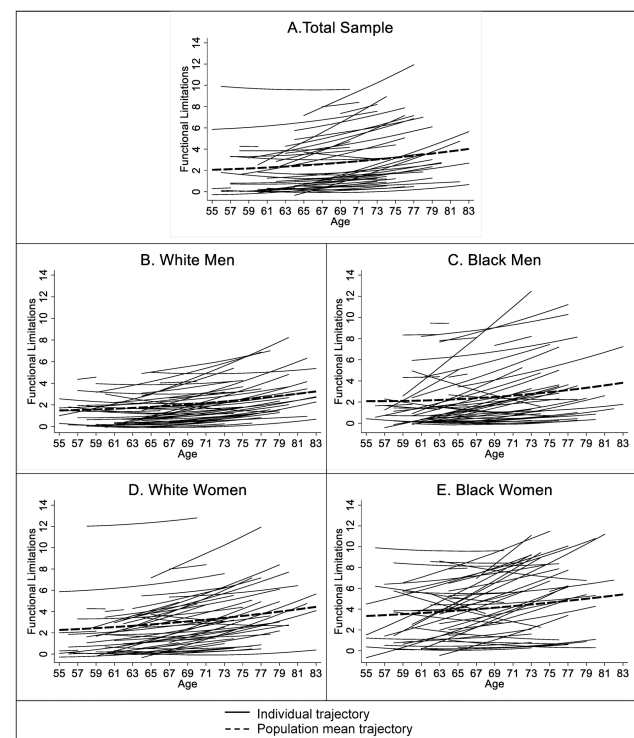 A.Total Sample
Functional Limitations
0 2 4 6 8 10 12 14
55 57 59 61 63 65 67 69 71 73 75 77 79 81 83
Age
B. White Men
Functional Limitations
0 2 4 6 8 10 12 14
55 57 59 61 63 65 67 69 71 73 75 77 79 81 83
Age
C. Black Men
Functional Limitations
0 2 4 6 8 10 12 14
55 57 59 61 63 65 67 69 71 73 75 77 79 81 83
Age
D. White Women
Functional Limitations
0 2 4 6 8 10 12 14
55 57 59 61 63 65 67 69 71 73 75 77 79 81 83
Age
E. Black Women
Functional Limitations
0 2 4 6 8 10 12 14
55 57 59 61 63 65 67 69 71 73 75 77 79 81 83
Age
Individual trajectory
Population mean trajectory